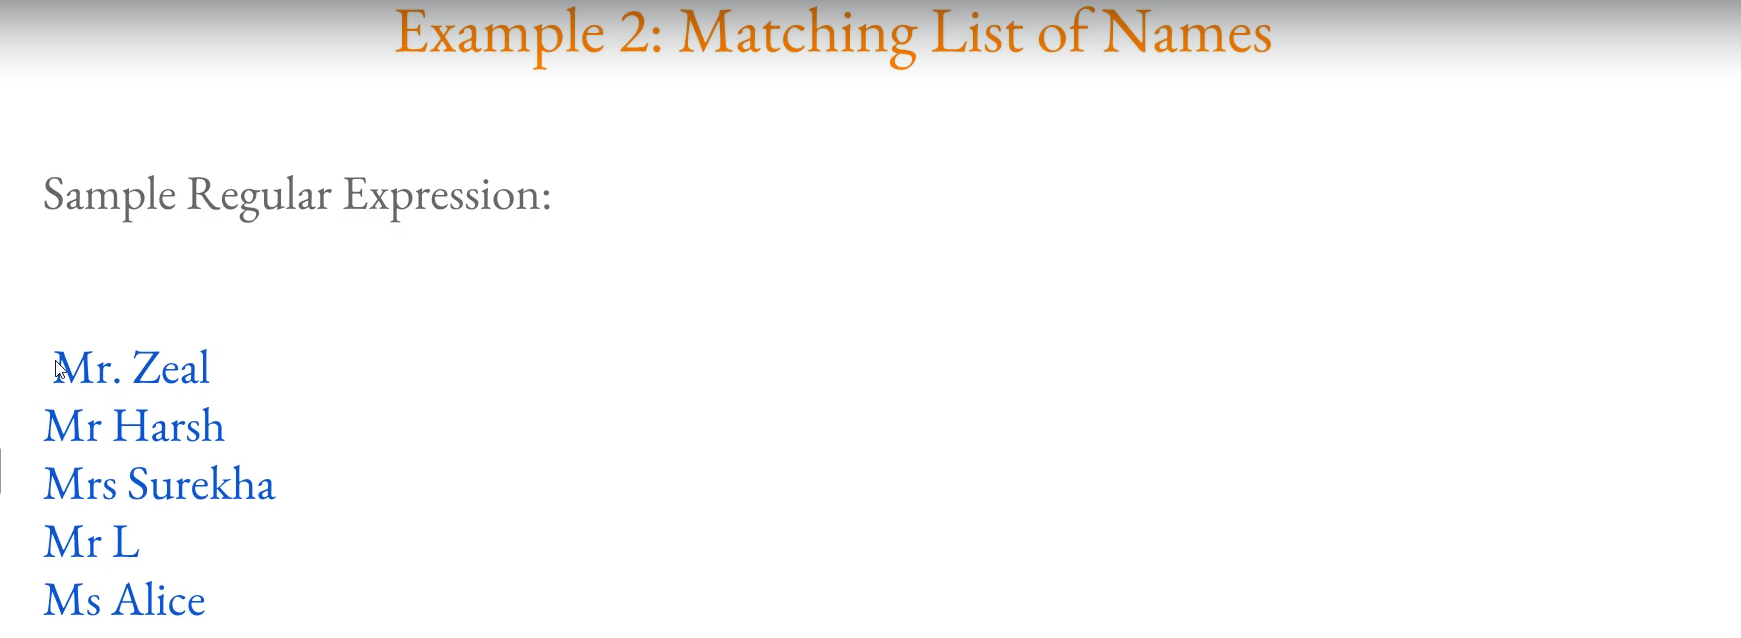 Example 2: Matching List of Names
Sample Regular Expression:
Mr. Zeal
Mr Harsh
Mrs Surekha
Mr L
Ms Alice